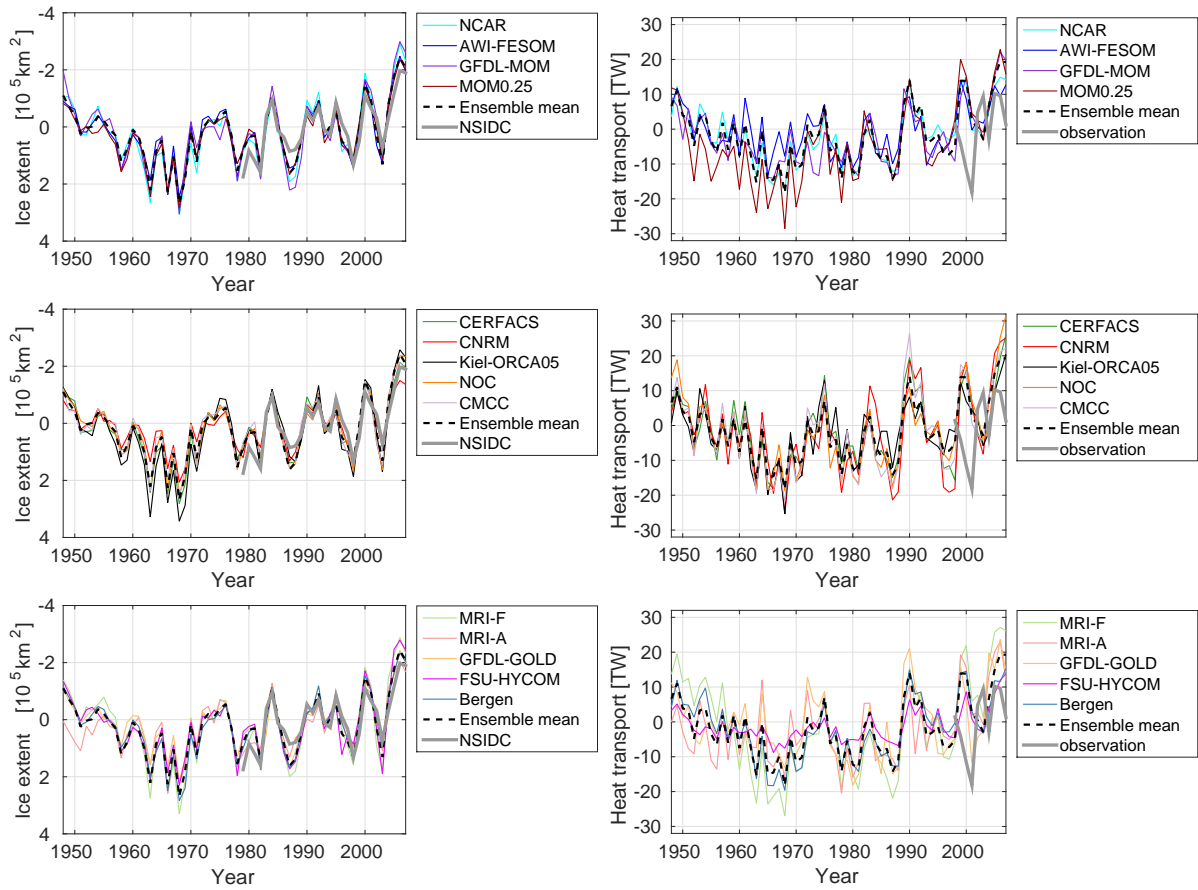 -4
-2
0
2
4
Ice extent [10 5 km 2 ]
1950 1960 1970 1980 1990 2000
Year
NCAR
AWI-FESOM
GFDL-MOM
MOM0.25
Ensemble mean
NSIDC
30
20
10
0
-10
-20
-30
Heat transport [TW]
1950 1960 1970 1980 1990 2000
Year
NCAR
AWI-FESOM
GFDL-MOM
MOM0.25
Ensemble mean
observation
-4
-2
0
2
4
Ice extent [10 5 km 2 ]
1950 1960 1970 1980 1990 2000
Year
CERFACS
CNRM
Kiel-ORCA05
NOC
CMCC
Ensemble mean
NSIDC
30
20
10
0
-10
-20
-30
Heat transport [TW]
1950 1960 1970 1980 1990 2000
Year
CERFACS
CNRM
Kiel-ORCA05
NOC
CMCC
Ensemble mean
observation
-4
-2
0
2
4
Ice extent [10 5 km 2 ]
1950 1960 1970 1980 1990 2000
Year
MRI-F
MRI-A
GFDL-GOLD
FSU-HYCOM
Bergen
Ensemble mean
NSIDC
30
20
10
0
-10
-20
-30
Heat transport [TW]
1950 1960 1970 1980 1990 2000
Year
MRI-F
MRI-A
GFDL-GOLD
FSU-HYCOM
Bergen
Ensemble mean
observation